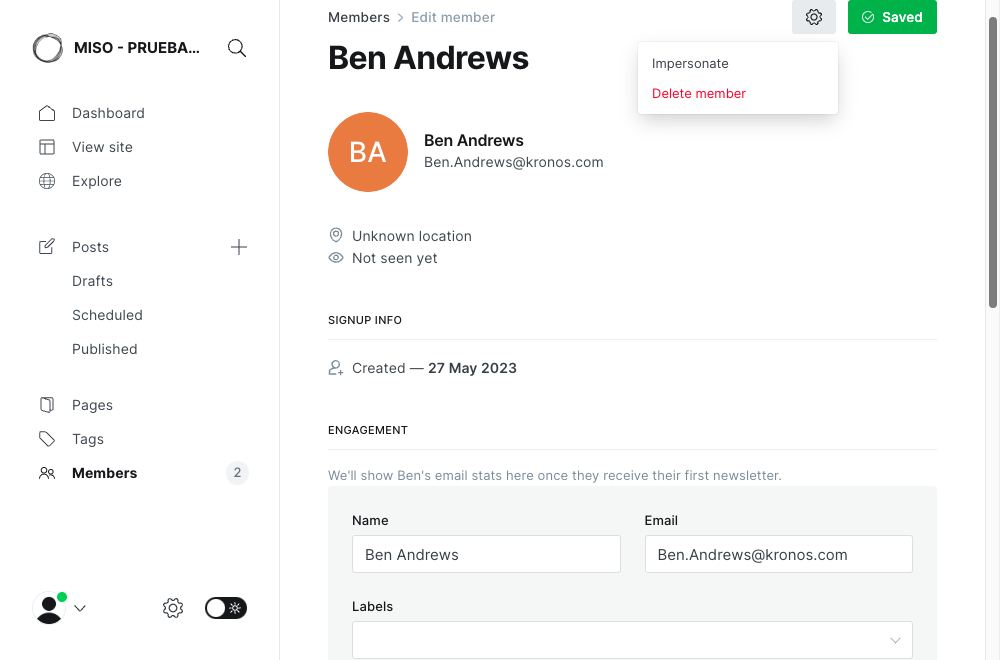 MISO - PRUEBA...
Dashboard
View site
Explore
Posts
Drafts
Scheduled
Published
Pages
Tags
Members 2
Members > Edit member
Saved
Impersonate
Delete member
Ben Andrews
BA
Ben Andrews
Ben.Andrews@kronos.com
Unknown location
Not seen yet
SIGNUP INFO
Created — 27 May 2023
ENGAGEMENT
We'll show Ben's email stats here once they receive their first newsletter.
Name
Ben Andrews
Email
Ben.Andrews@kronos.com
Labels